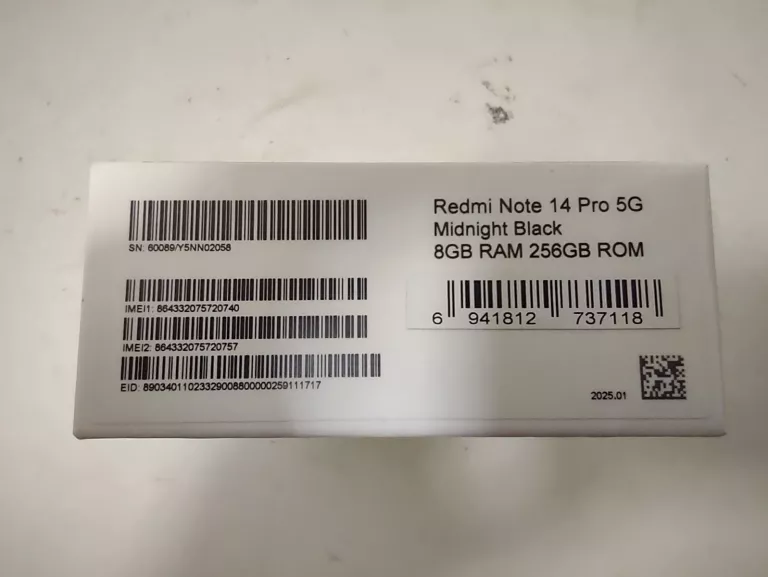 SN: 60089/Y5NN02058
IMEI1: 864332075720740
IMEI2: 864332075720757
EID: 89034011023329008800000259111717
Redmi Note 14 Pro 5G
Midnight Black
8GB RAM 256GB ROM
6 941812 737118
2025.01